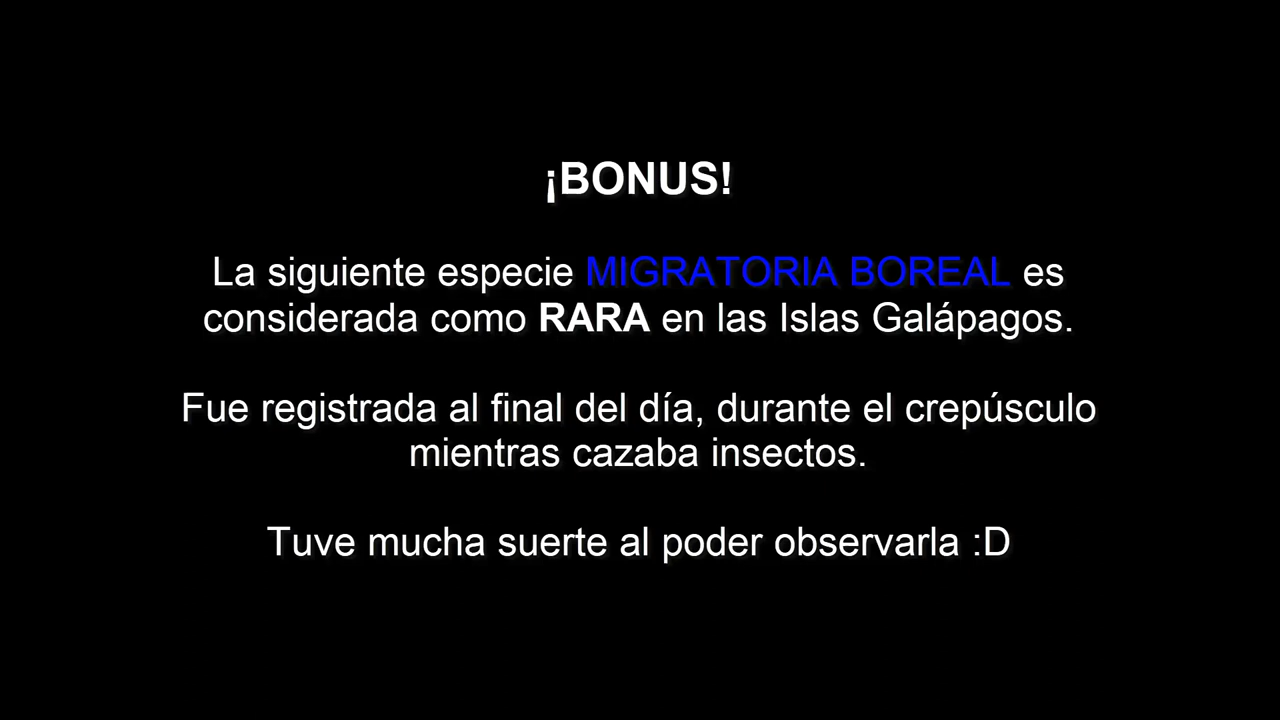 ¡BONUS!
La siguiente especie MIGRATORIA BOREAL es
considerada como RARA en las Islas Galápagos.
Fue registrada al final del día, durante el crepúsculo
mientras cazaba insectos.
Tuve mucha suerte al poder observarla :D